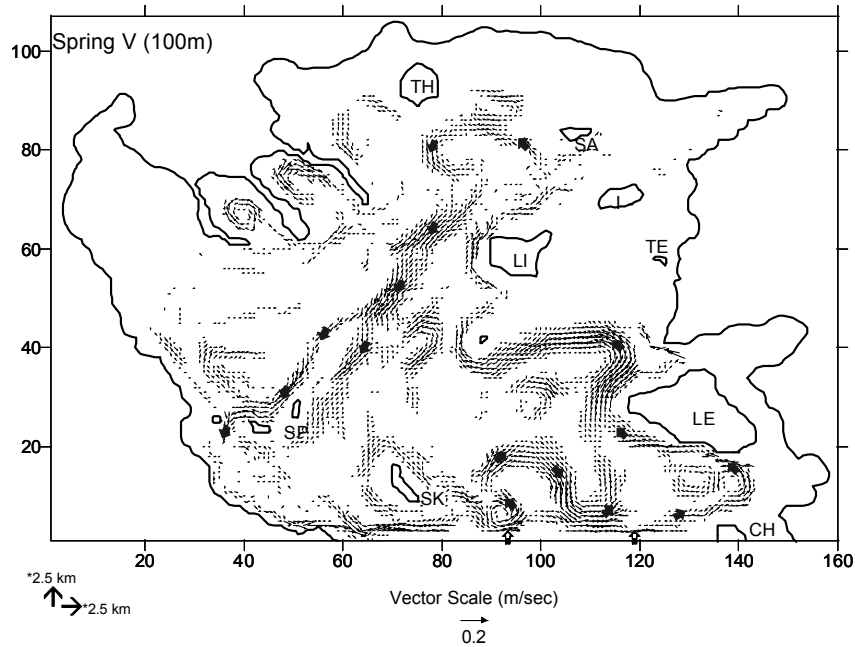 Spring V (100m)
100
80
60
40
20
TH
SA
I
TE
LI
LE
SP
SK
CH
20 40 60 80 100 120 140 160
*2.5 km
*2.5 km
Vector Scale (m/sec)
0.2